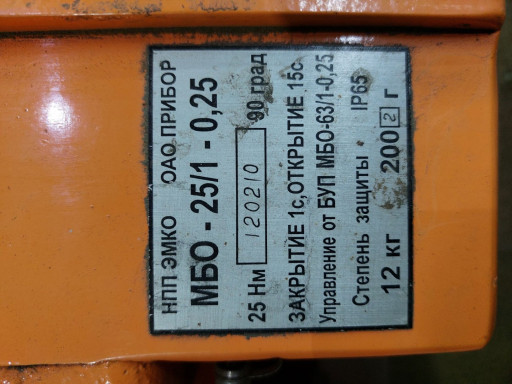 НПП ЭМКО ОАО ПРИБОР
МБО - 25/1 - 0,25
25 Нм 120210 90 град
ЗАКРЫТИЕ 1с, ОТКРЫТИЕ 15с
Управление от БУП МБО-63/1-0,25
Степень защиты IP65
12 кг 2002 г